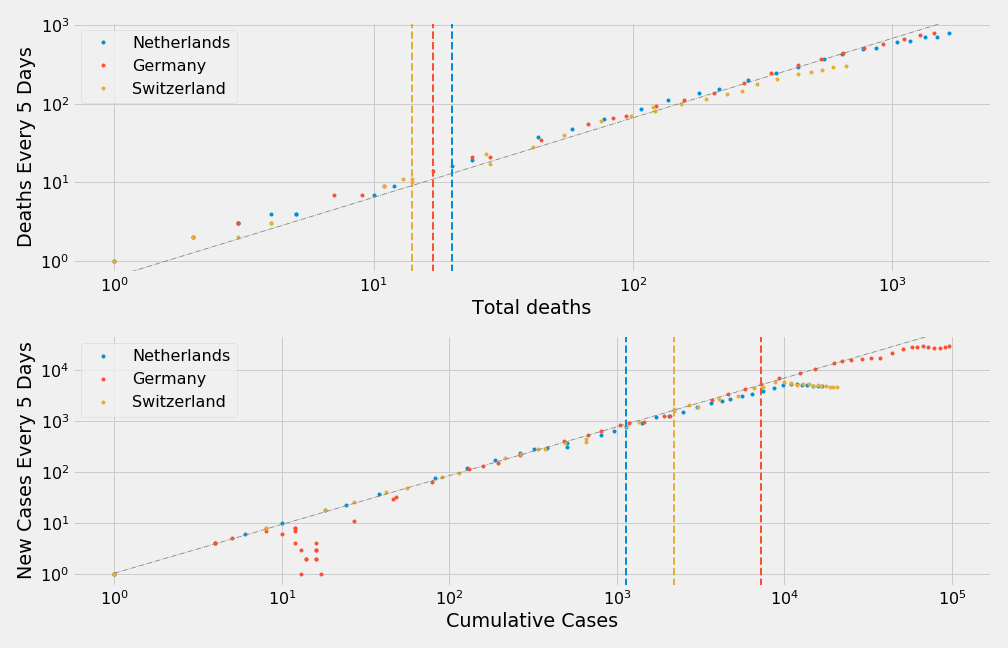 Deaths Every 5 Days
10³
10²
10¹
10⁰
Netherlands
Germany
Switzerland
10⁰ 10¹ 10² 10³
Total deaths
New Cases Every 5 Days
10⁴
10³
10²
10¹
10⁰
Netherlands
Germany
Switzerland
10⁰ 10¹ 10² 10³ 10⁴ 10⁵
Cumulative Cases